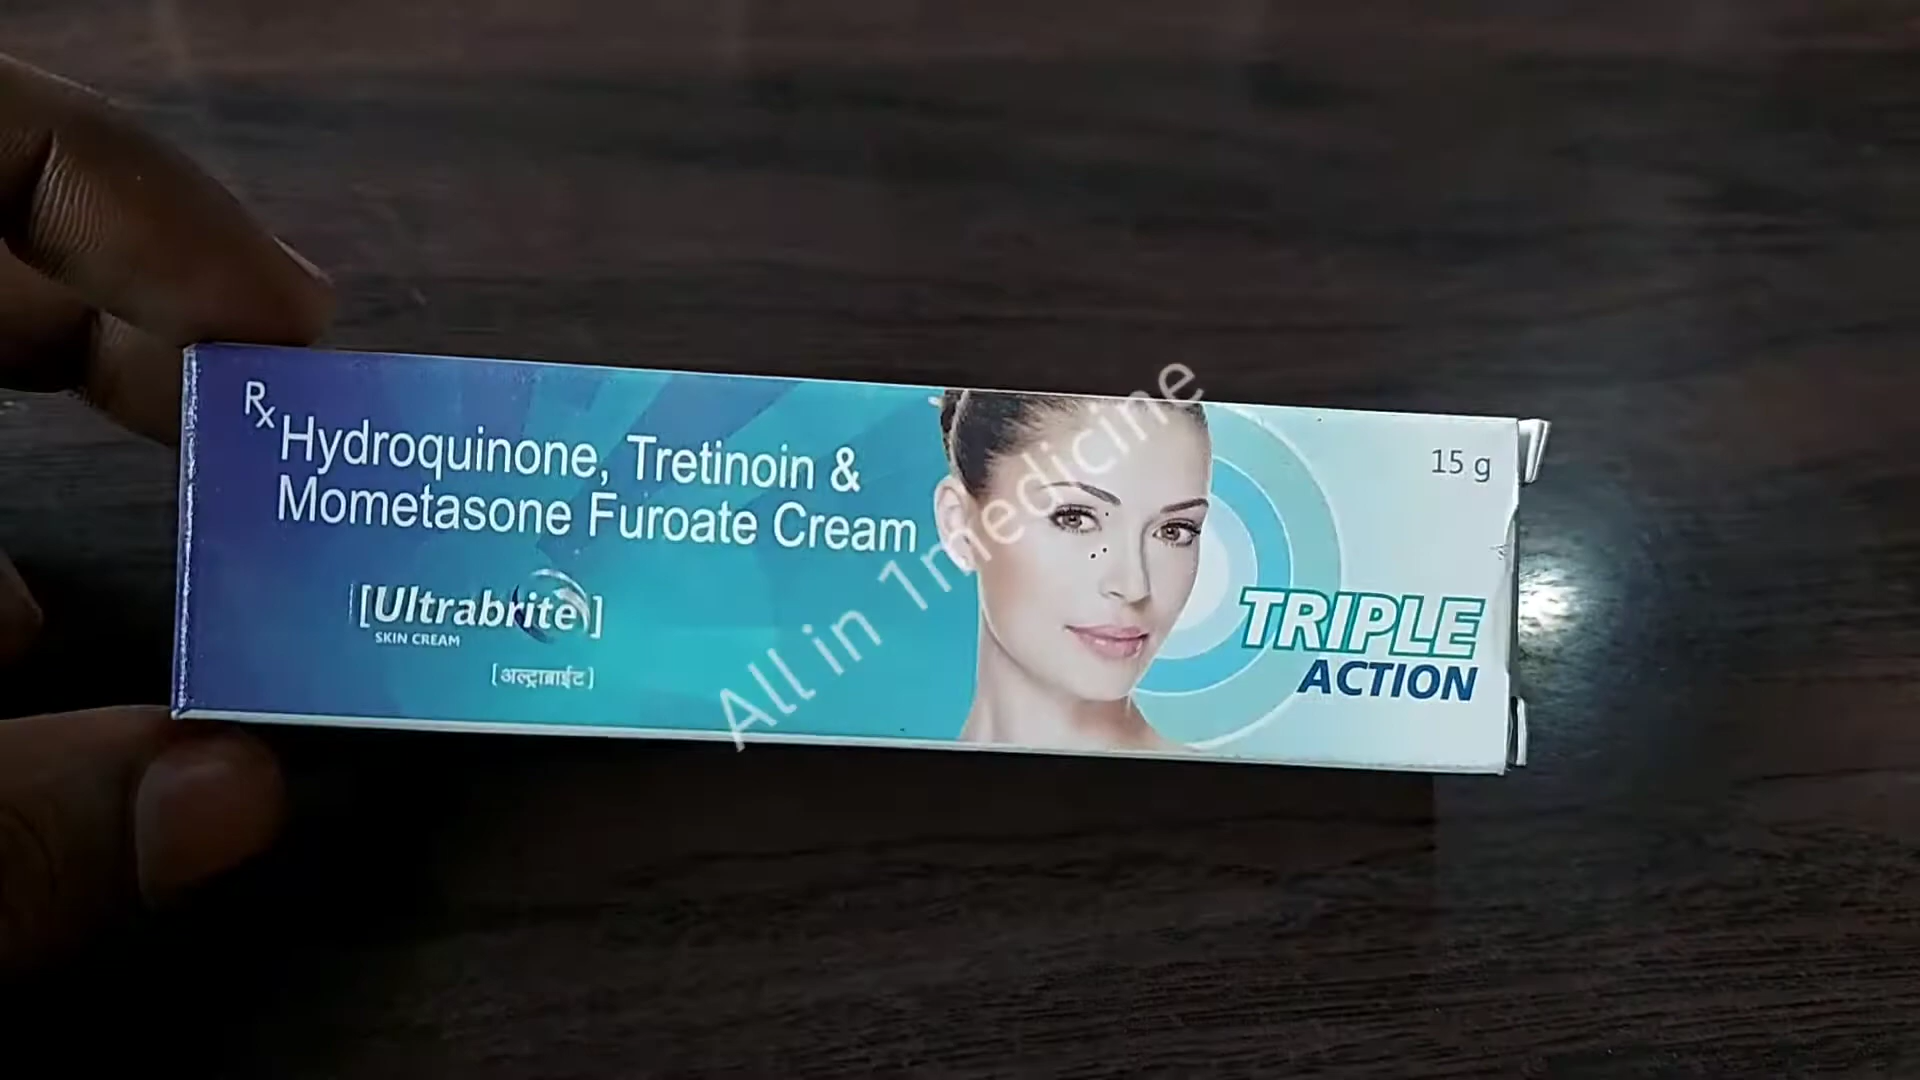 Rx
Hydroquinone, Tretinoin &
Mometasone Furoate Cream
[Ultrabrite]
SKIN CREAM
[अल्ट्राब्राईट]
15 g
TRIPLE
ACTION
All in 1medicine